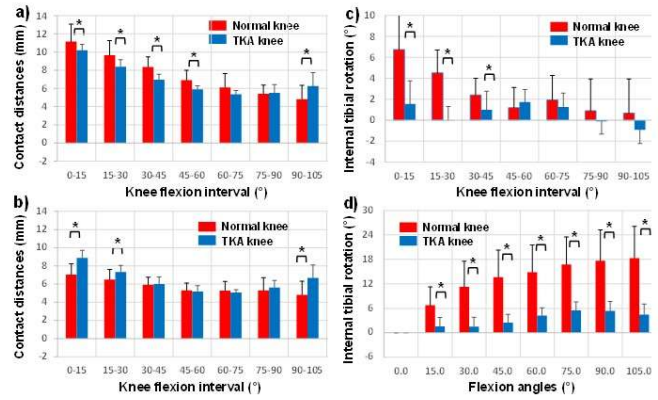 a)
Contact distances (mm)
14
12
10
8
6
4
2
0
Normal knee
TKA knee
*
*
*
*
*
0-15 15-30 30-45 45-60 60-75 75-90 90-105
Knee flexion interval (°)
b)
Contact distances (mm)
14
12
10
8
6
4
2
0
Normal knee
TKA knee
*
*
*
0-15 15-30 30-45 45-60 60-75 75-90 90-105
Knee flexion interval (°)
c)
Internal tibial rotation (°)
10
8
6
4
2
0
-2
Normal knee
TKA knee
*
*
*
0-15 15-30 30-45 45-60 60-75 75-90 90-105
Knee flexion interval (°)
d)
Internal tibial rotation (°)
30
24
18
12
6
0
-6
Normal knee
TKA knee
*
*
*
*
*
*
*
0.0 15.0 30.0 45.0 60.0 75.0 90.0 105.0
Flexion angles (°)